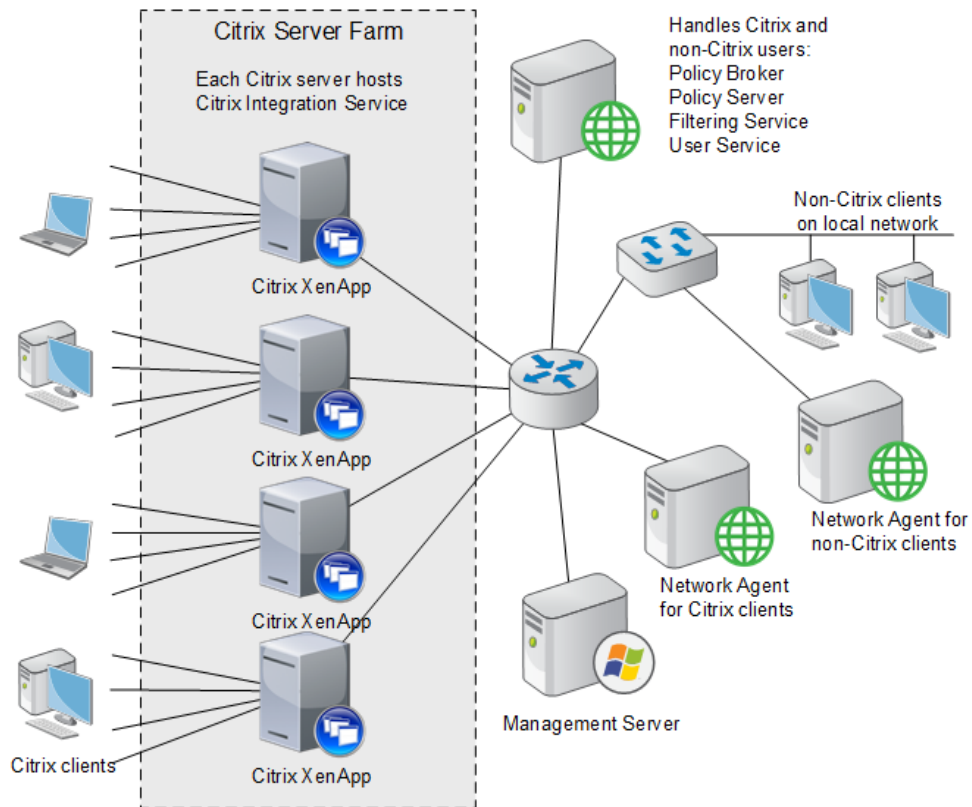 Citrix Server Farm
Each Citrix server hosts
Citrix Integration Service
Handles Citrix and
non-Citrix users:
Policy Broker
Policy Server
Filtering Service
User Service
Non-Citrix clients
on local network
Citrix XenApp
Citrix XenApp
Citrix XenApp
Citrix XenApp
Citrix clients
Network Agent for
non-Citrix clients
Network Agent
for Citrix clients
Management Server